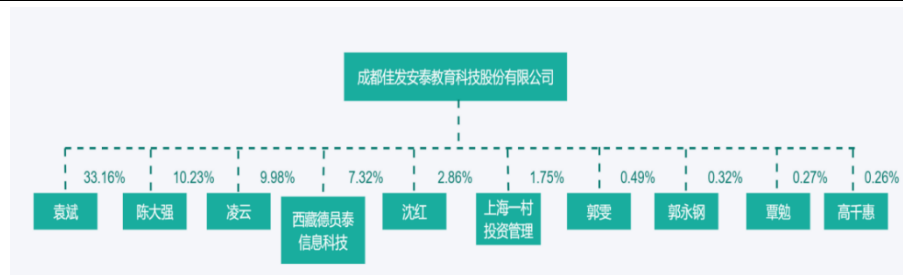 成都佳发安泰教育科技股份有限公司
33.16%
10.23%
9.98%
7.32%
2.86%
1.75%
0.49%
0.32%
0.27%
0.26%
袁斌
陈大强
凌云
西藏德员泰
信息科技
沈红
上海一村
投资管理
郭雯
郭永钢
覃勉
高千惠